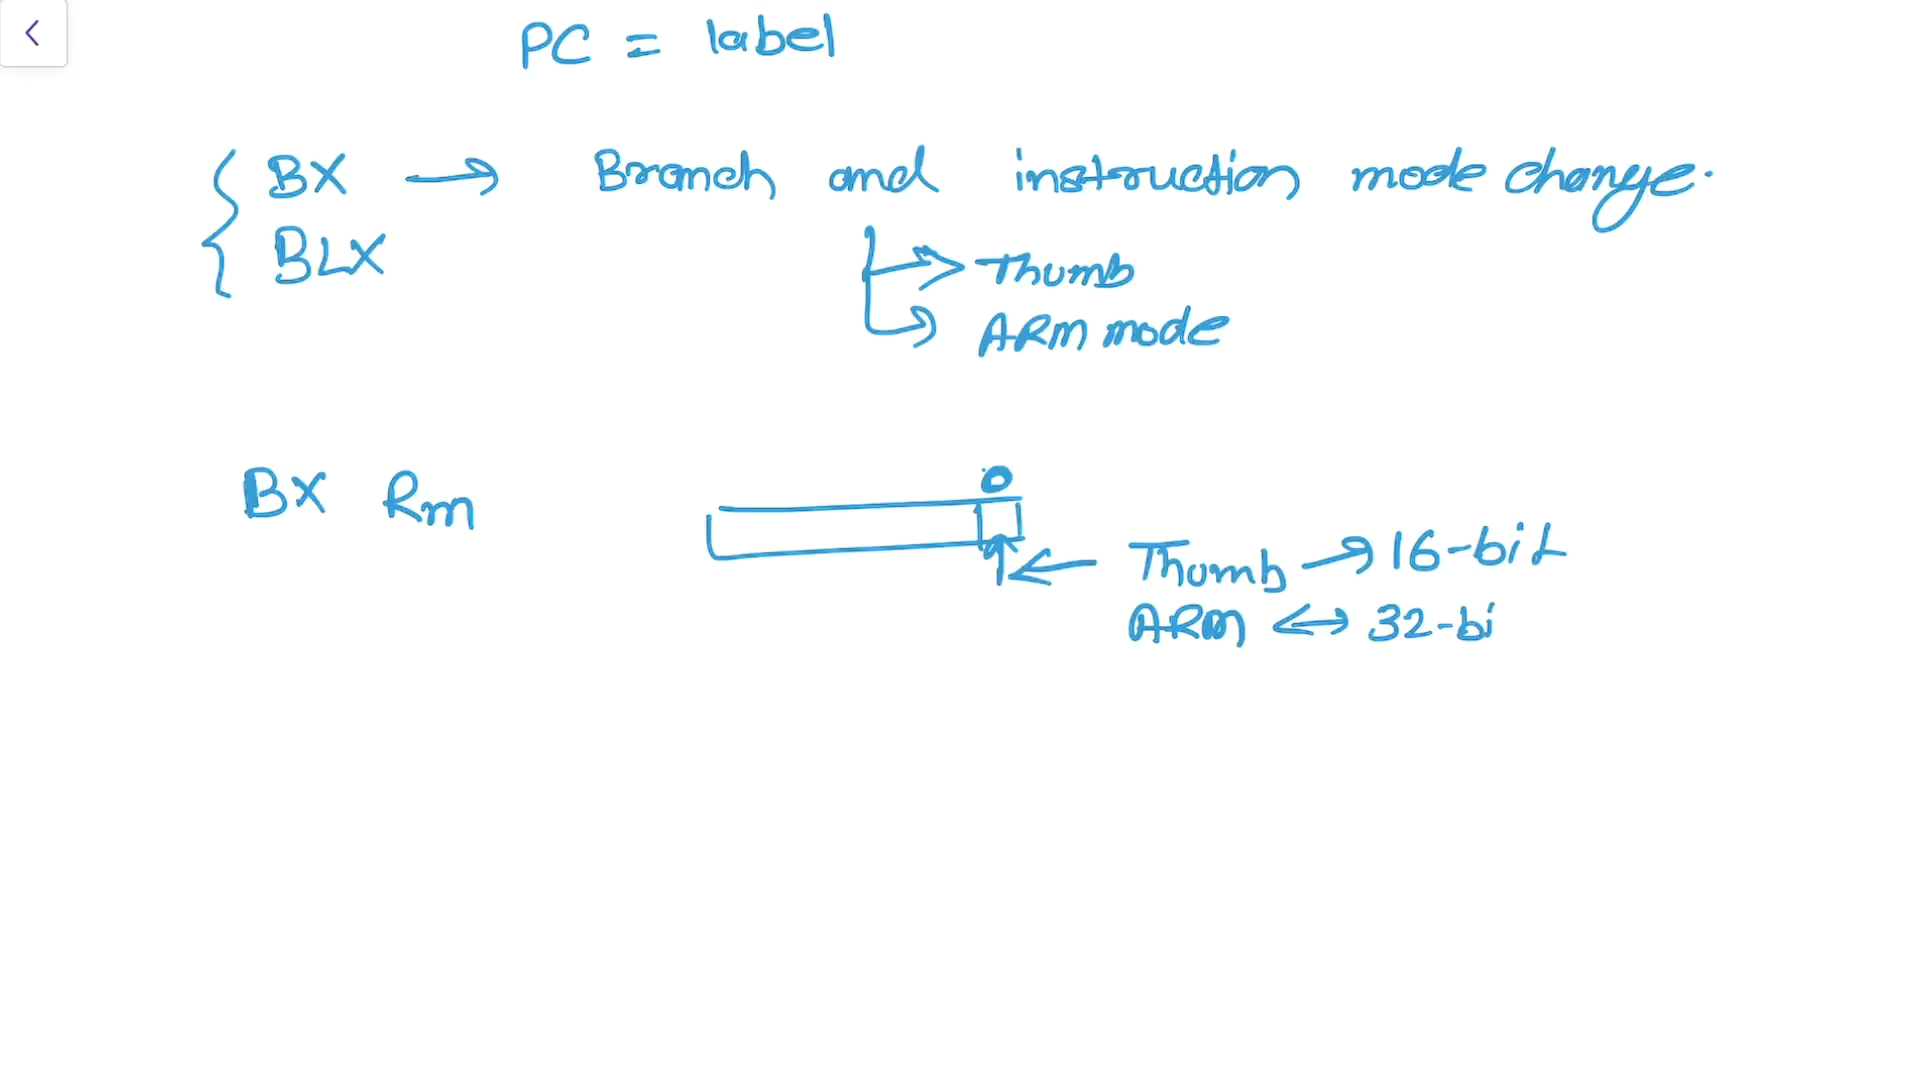 PC = label
BX → Branch and instruction mode change.
BLX
Thumb
ARM mode
BX Rm
0
Thumb → 16-bit
ARM ↔ 32-bi